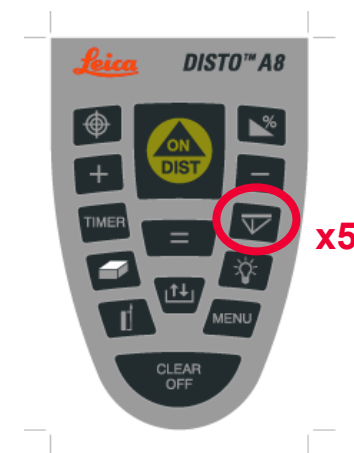 Leica DISTO™ A8
%
ON
DIST
+ −
TIMER
=
x5
MENU
CLEAR
OFF